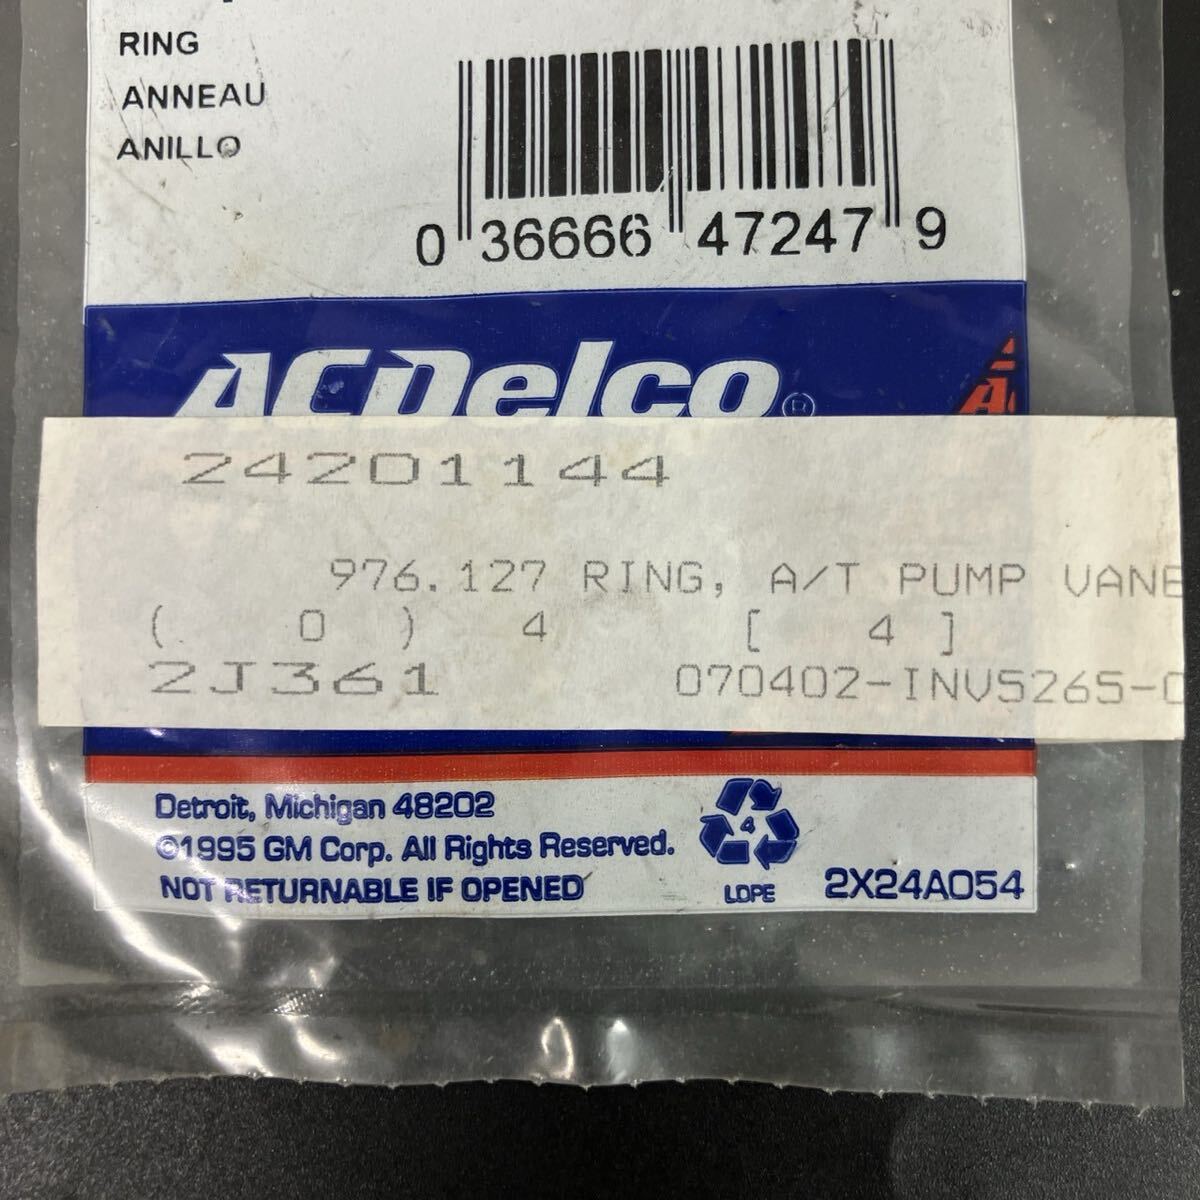 RING
ANNEAU
ANILLO
0 36666 47247 9
ACDelco®
24201144
976.127 RING, A/T PUMP VANE
( 0 ) 4 [ 4 ]
2J361 070402-INV5265-
Detroit, Michigan 48202
©1995 GM Corp. All Rights Reserved.
NOT RETURNABLE IF OPENED
4
LDPE
2X24A054